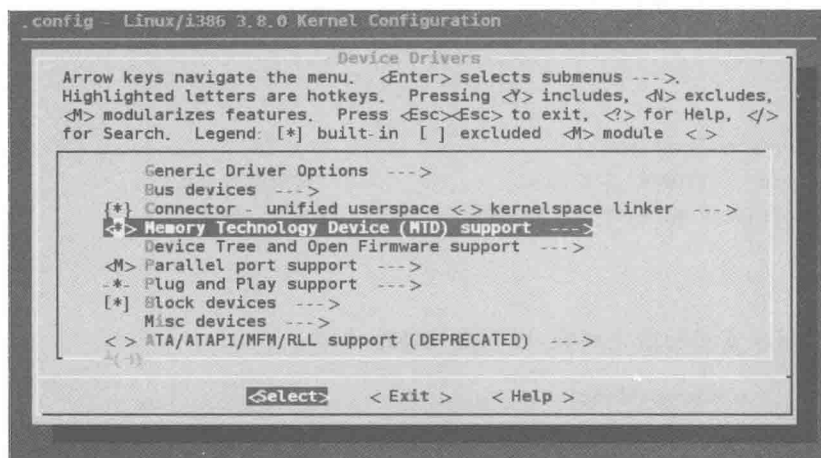 .config - Linux/i386 3.8.0 Kernel Configuration
Device Drivers
Arrow keys navigate the menu. <Enter> selects submenus --->.
Highlighted letters are hotkeys. Pressing <Y> includes, <N> excludes,
<M> modularizes features. Press <Esc><Esc> to exit, <?> for Help, </>
for Search. Legend: [*] built-in [ ] excluded <M> module < >
Generic Driver Options --->
Bus devices --->
{*} Connector - unified userspace <-> kernelspace linker --->
<*> Memory Technology Device (MTD) support --->
Device Tree and Open Firmware support --->
<M> Parallel port support --->
-*- Plug and Play support --->
[*] Block devices --->
Misc devices --->
< > ATA/ATAPI/MFM/RLL support (DEPRECATED) --->
<Select> < Exit > < Help >